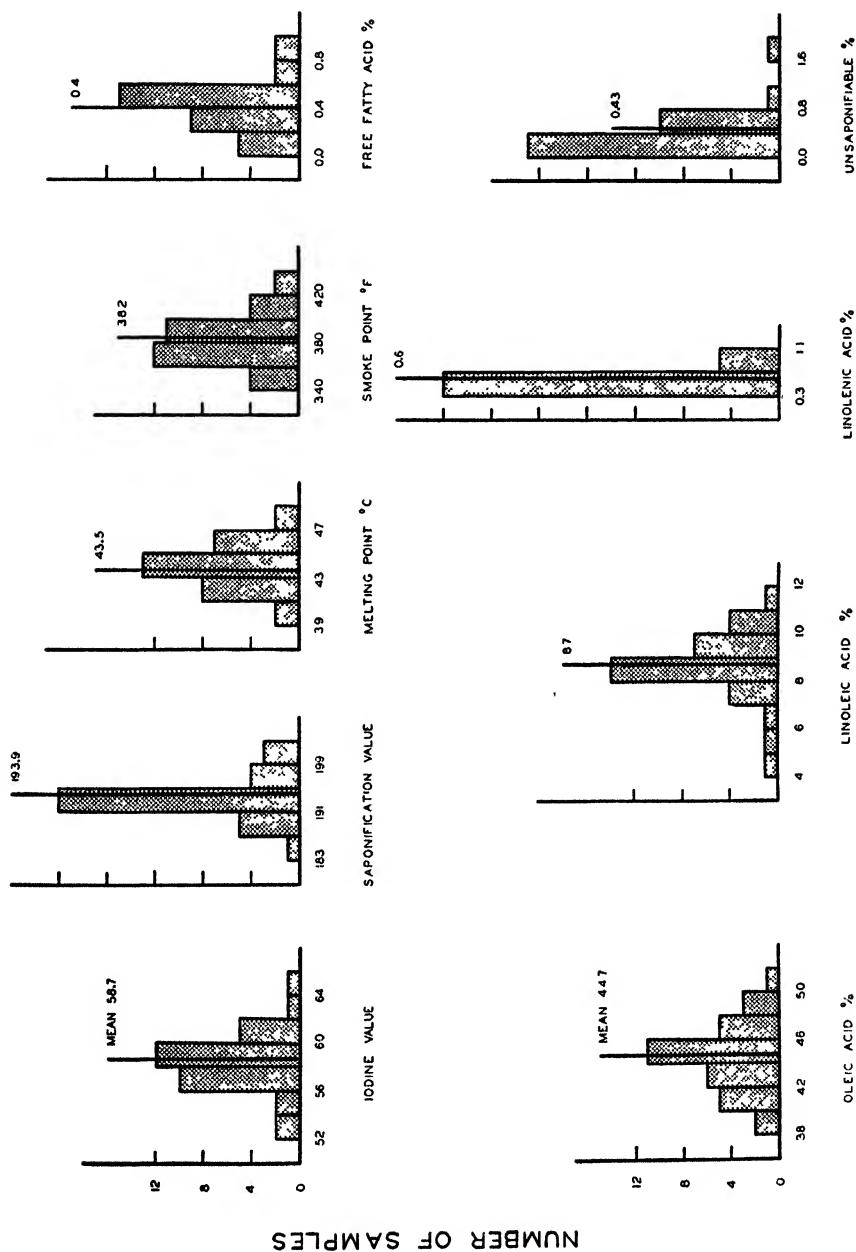 NUMBER OF SAMPLES
12
8
4
0
MEAN 58.7
52 56 60 64
IODINE VALUE
193.9
183 191 199
SAPONIFICATION VALUE
43.5
39 43 47
MELTING POINT °C
382
340 380 420
SMOKE POINT °F
0.4
0.0 0.4 0.8
FREE FATTY ACID %
12
8
4
0
MEAN 44.7
38 42 46 50
OLEIC ACID %
8.7
4 6 8 10 12
LINOLEIC ACID %
0.6
0.3 1.1
LINOLENIC ACID %
0.43
0.0 0.8 1.6
UNSAPONIFIABLE %